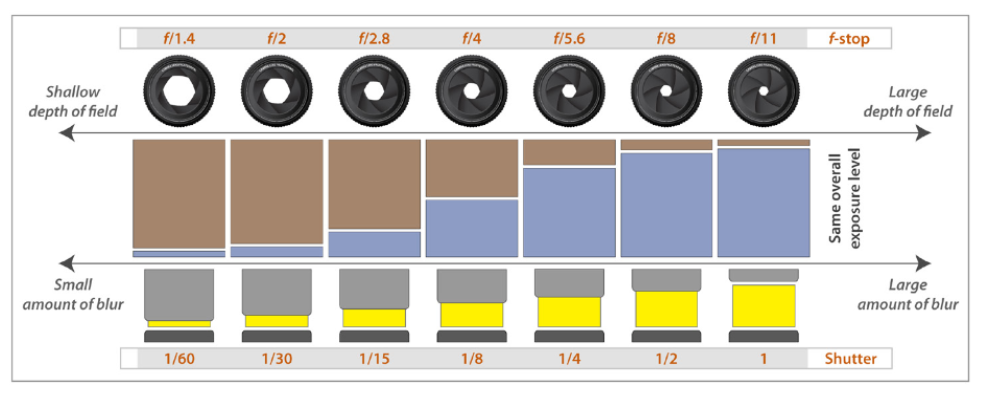 f/1.4 f/2 f/2.8 f/4 f/5.6 f/8 f/11 f-stop
Shallow
depth of field
Large
depth of field
Same overall
exposure level
Small
amount of blur
Large
amount of blur
1/60 1/30 1/15 1/8 1/4 1/2 1 Shutter